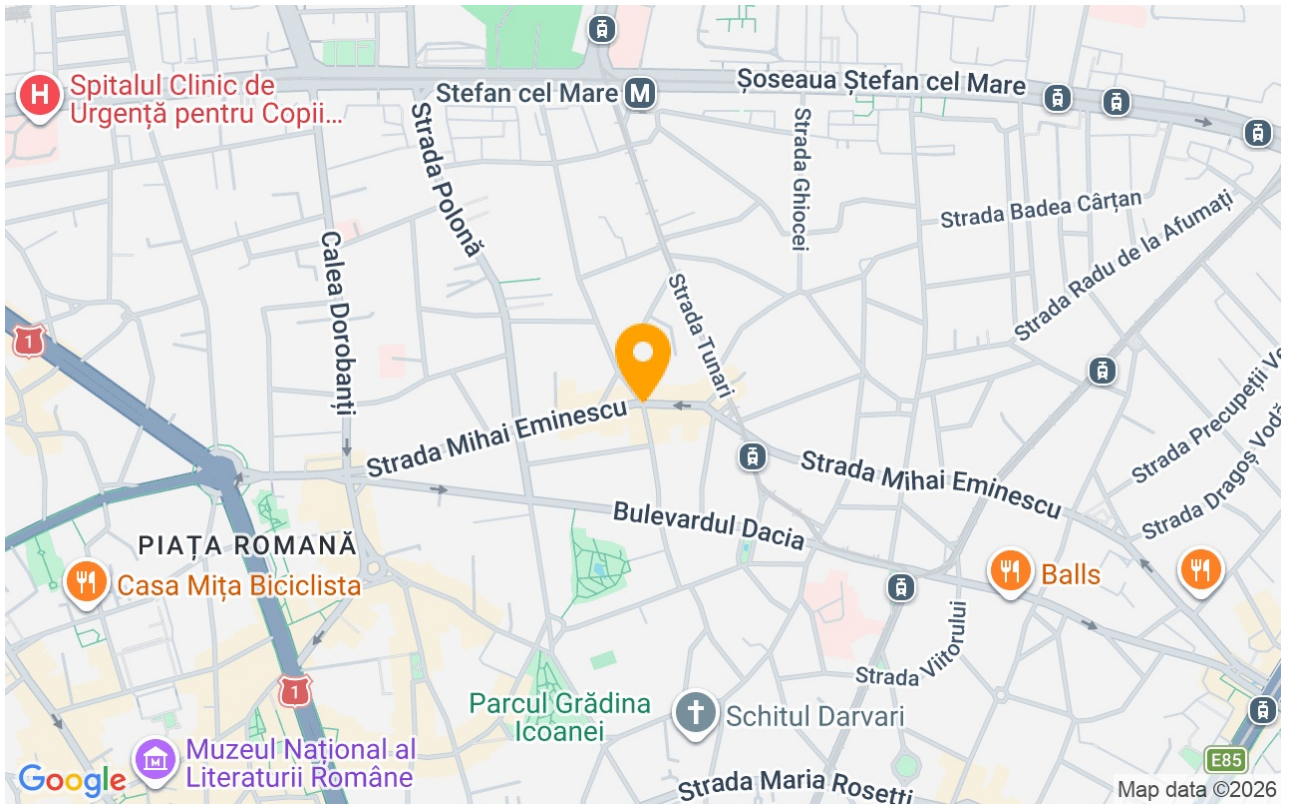 Spitalul Clinic de
Urgență pentru Copii...
H
Stefan cel Mare M
Șoseaua Ștefan cel Mare
Strada Polonă
Strada Ghiocei
Strada Badea Cârțan
Strada Radu de la Afumați
Calea Dorobanți
Strada Tunari
1
Strada Mihai Eminescu
Strada Precupeții Ve
Strada Mihai Eminescu
Strada Dragoș Vodă
Bulevardul Dacia
PIAȚA ROMANĂ
Casa Mița Biciclista
Balls
Strada Viitorului
1
Parcul Grădina
Icoanei
Schitul Darvari
Muzeul Național al
Literaturii Române
Strada Maria Rosetti
E85
Google
Map data ©2026